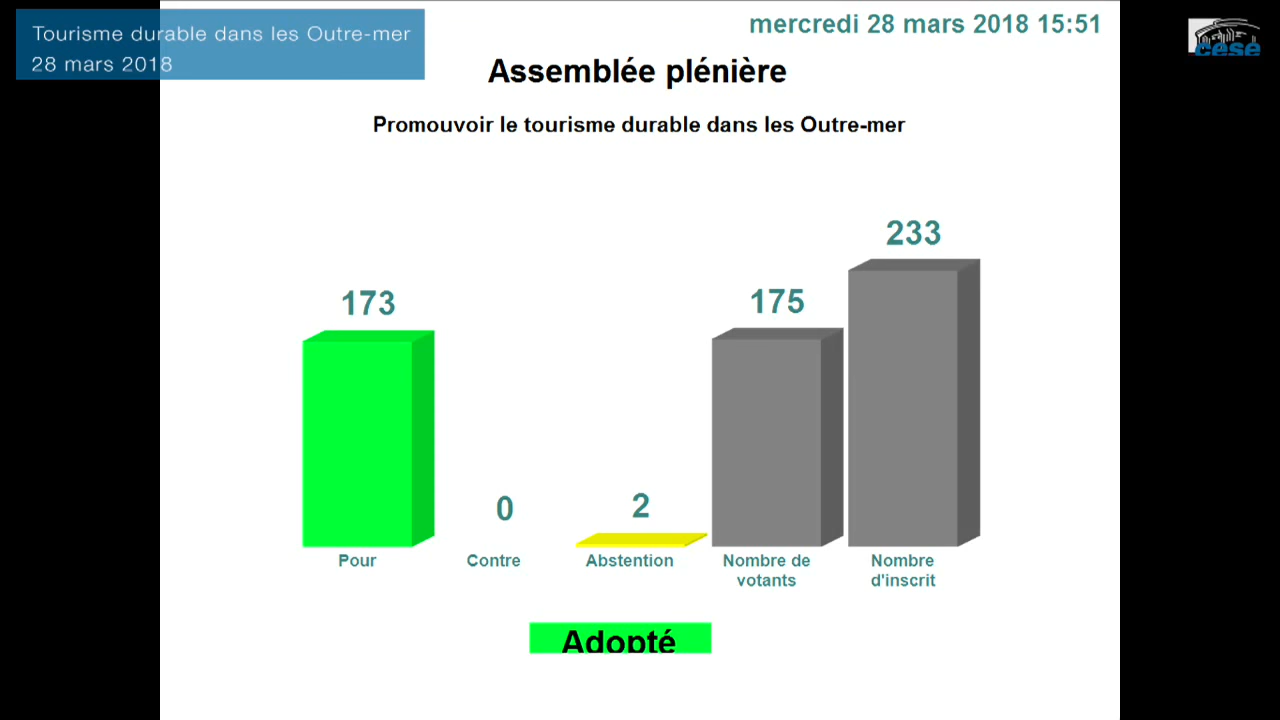 Tourisme durable dans les Outre-mer
28 mars 2018
mercredi 28 mars 2018 15:51
cese
Assemblée plénière
Promouvoir le tourisme durable dans les Outre-mer
173
0
2
175
233
Pour
Contre
Abstention
Nombre de
votants
Nombre
d'inscrit
Adopté